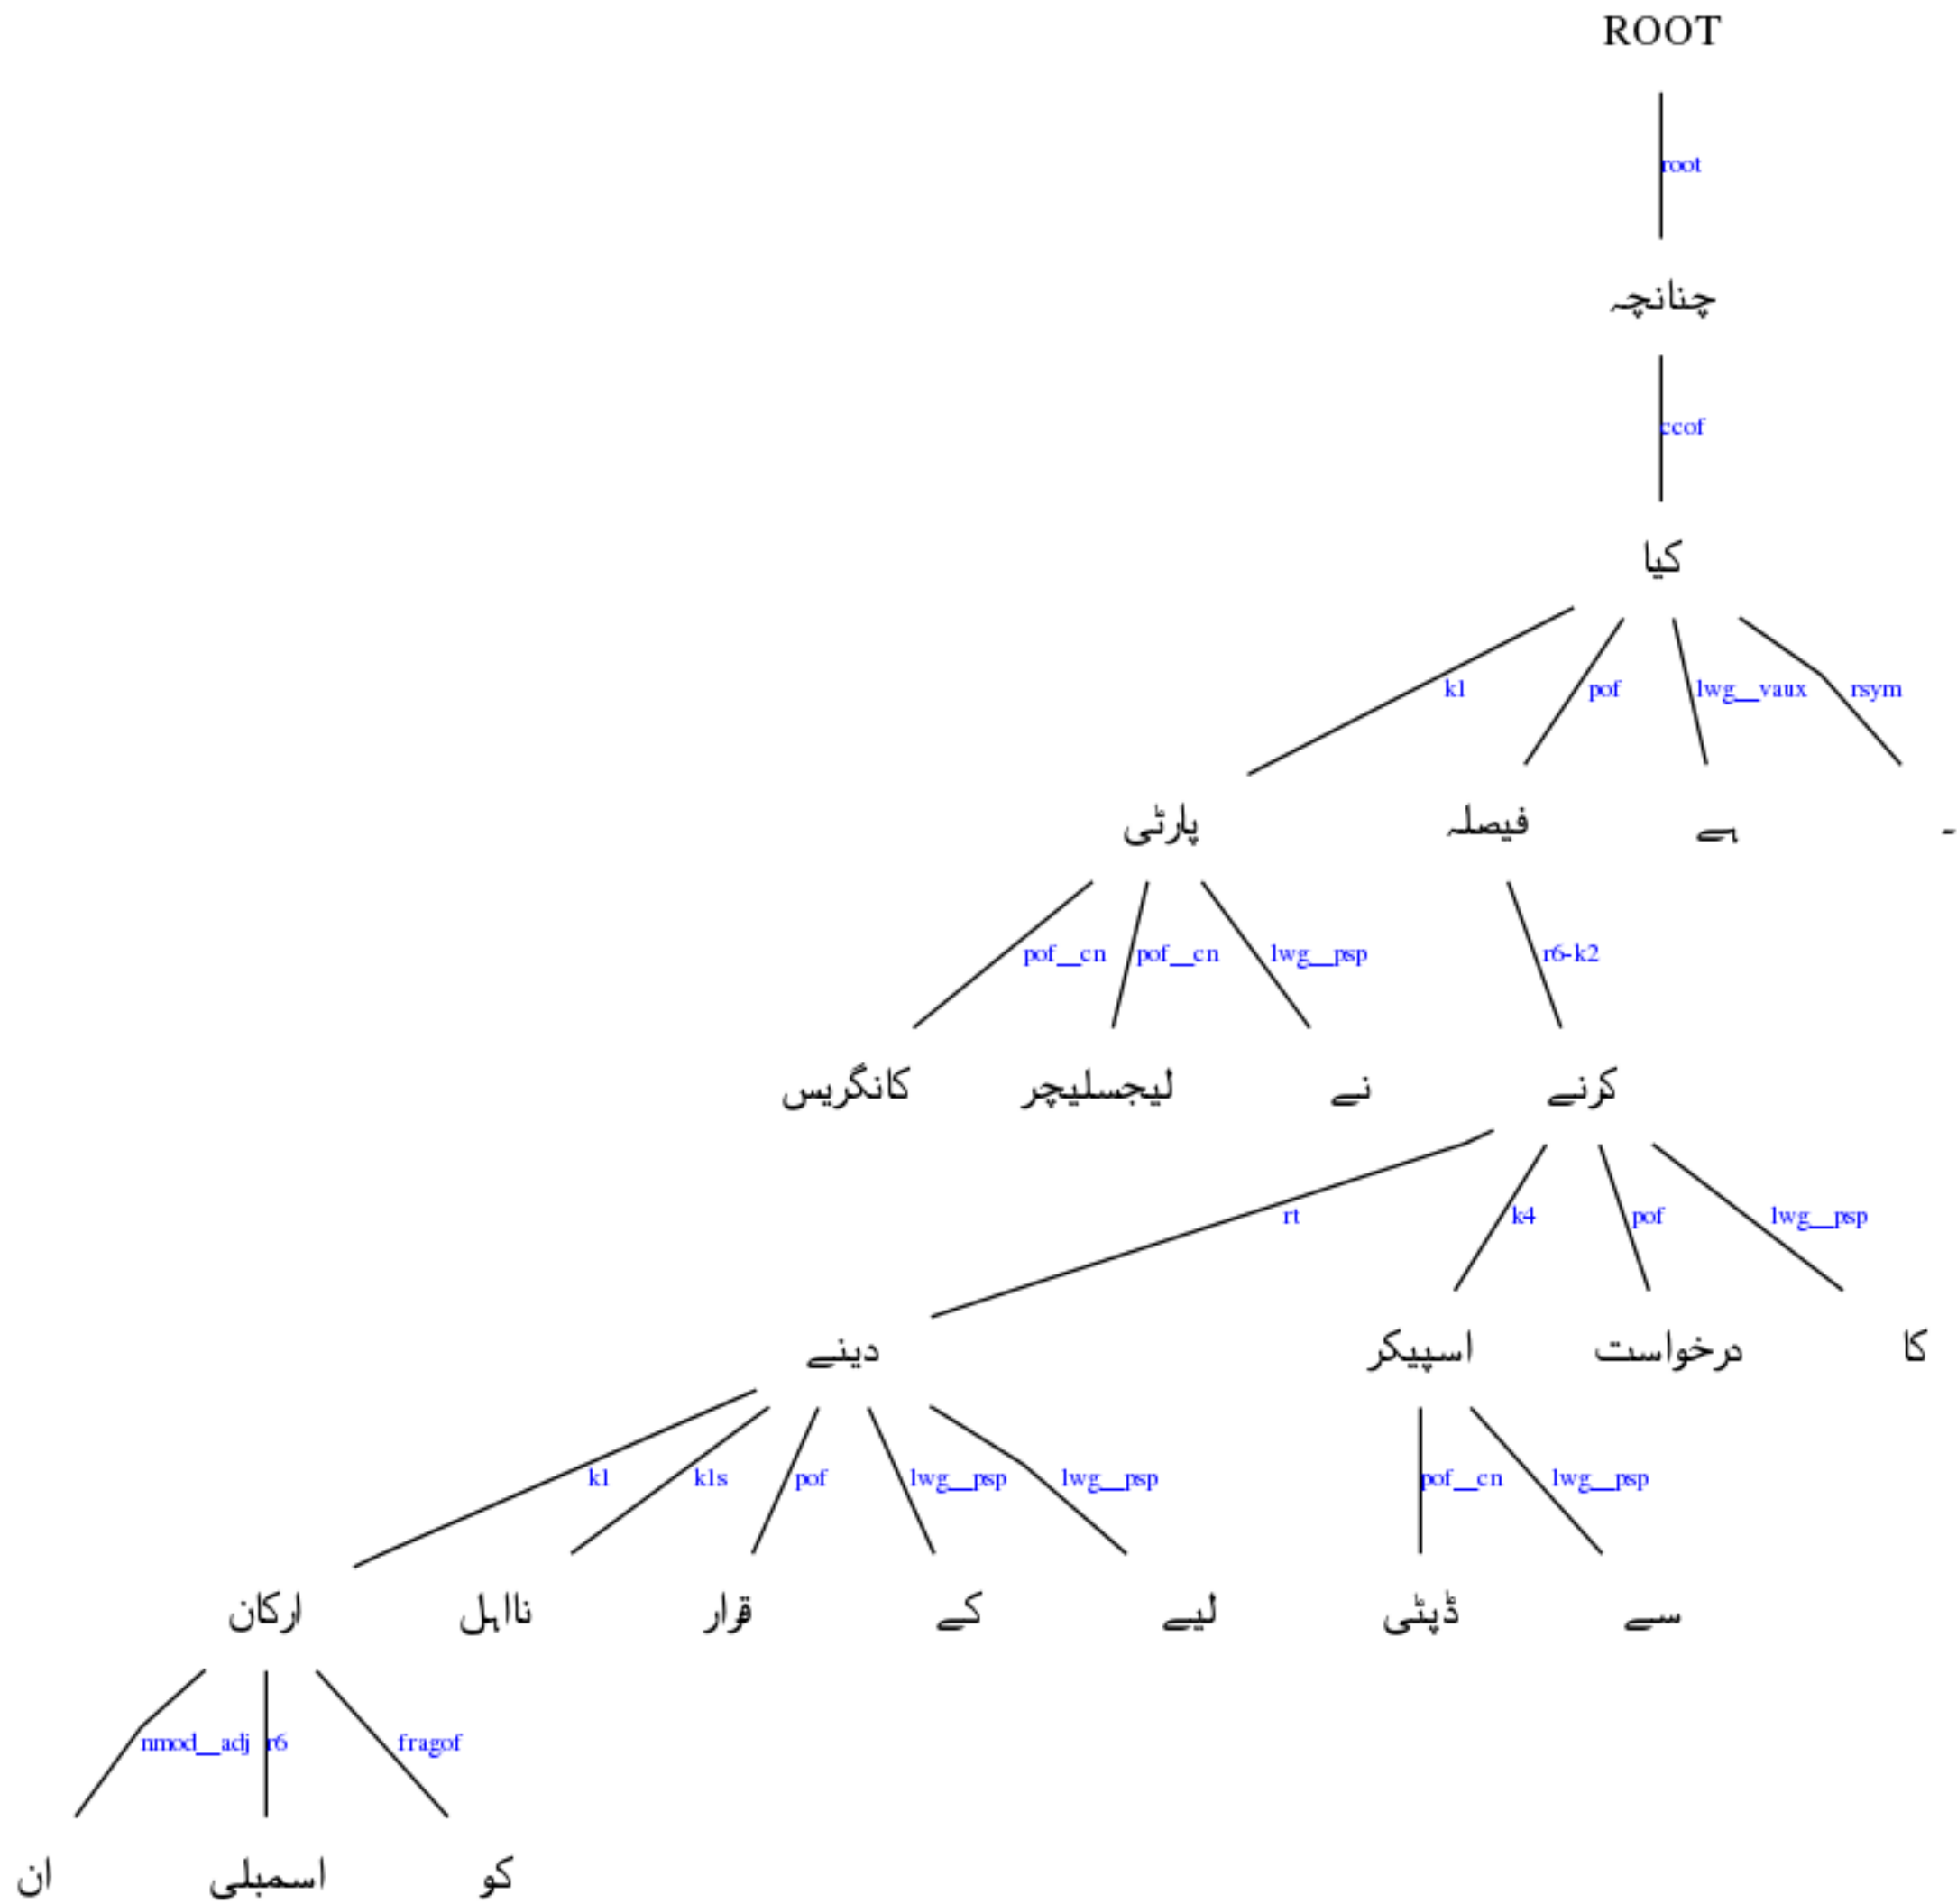 ROOT
root
چنانچہ
ccof
کیا
k1 pof lwg__vaux rsym
پارٹی فیصلہ ہے ۔
pof__cn pof__cn lwg__psp r6-k2
کانگریس لیجسلیچر نے کرنے
rt k4 pof lwg__psp
دینے اسپیکر درخواست کا
k1 k1s pof lwg__psp lwg__psp pof__cn lwg__psp
ارکان نااہل قرار کے لیے ڈپٹی سے
nmod__adj r6 fragof
ان اسمبلی کو